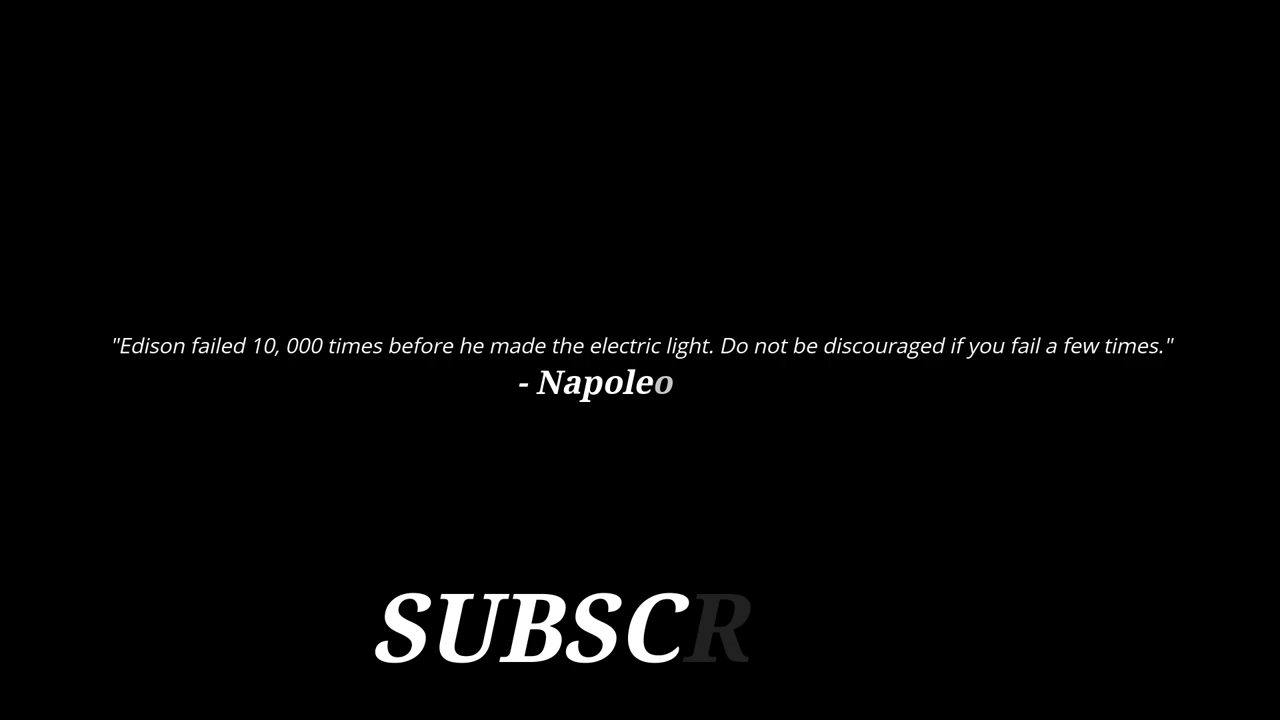 "Edison failed 10, 000 times before he made the electric light. Do not be discouraged if you fail a few times."
- Napoleo
SUBSCR